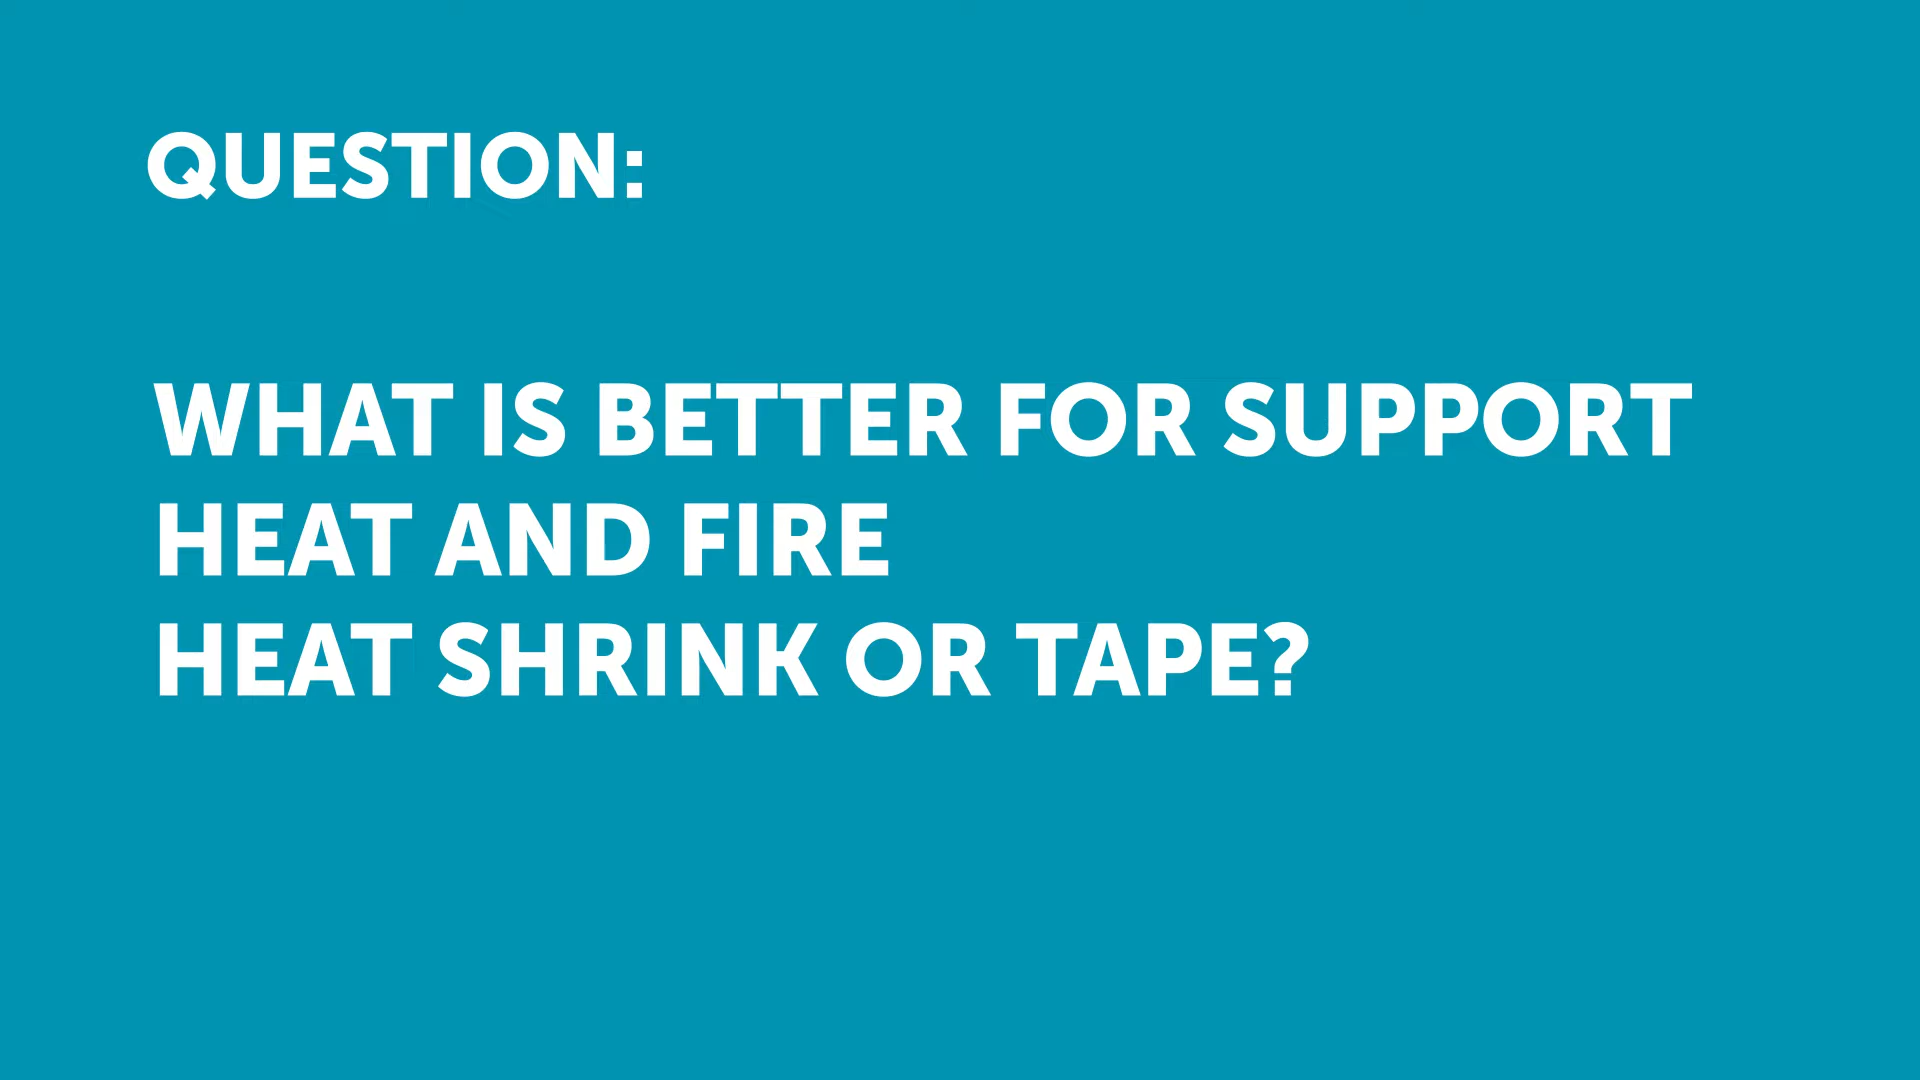 QUESTION:
WHAT IS BETTER FOR SUPPORT
HEAT AND FIRE
HEAT SHRINK OR TAPE?